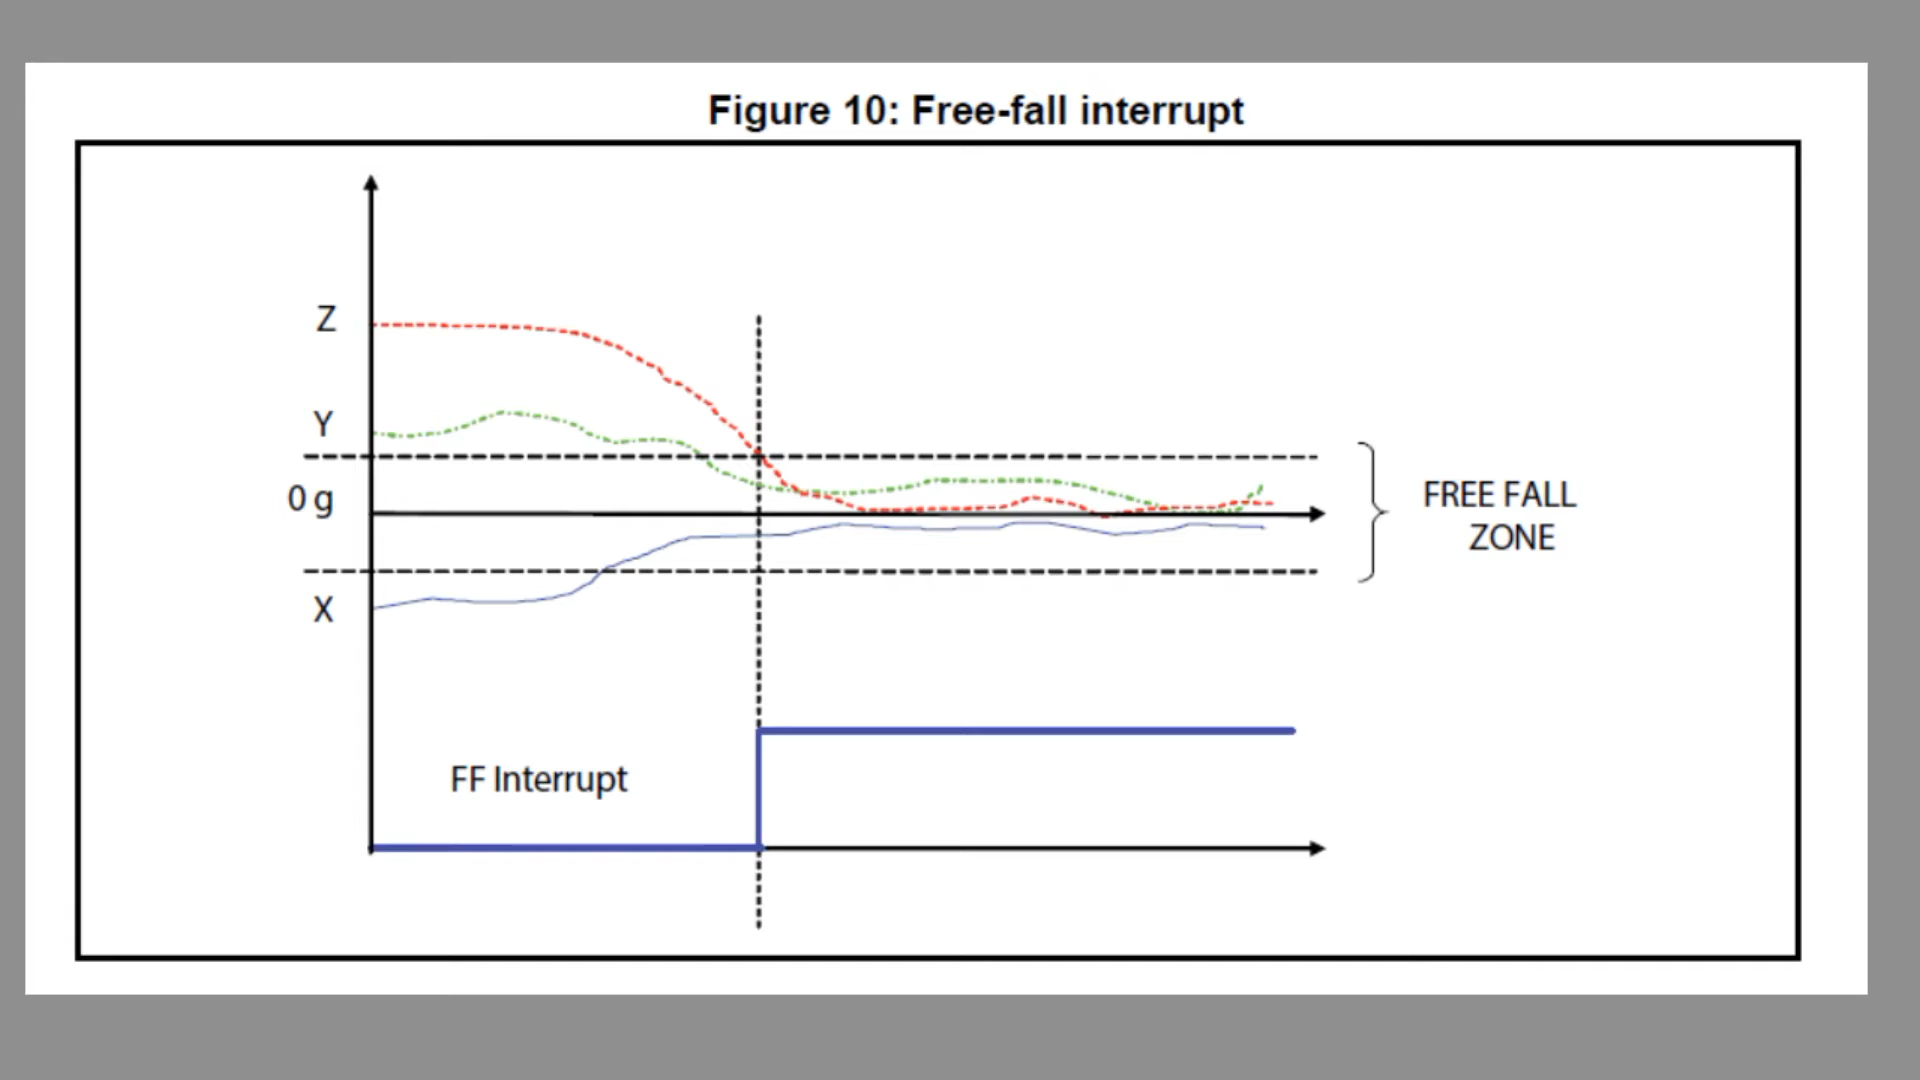 Figure 10: Free-fall interrupt
Z
Y
0 g
X
FREE FALL
ZONE
FF Interrupt